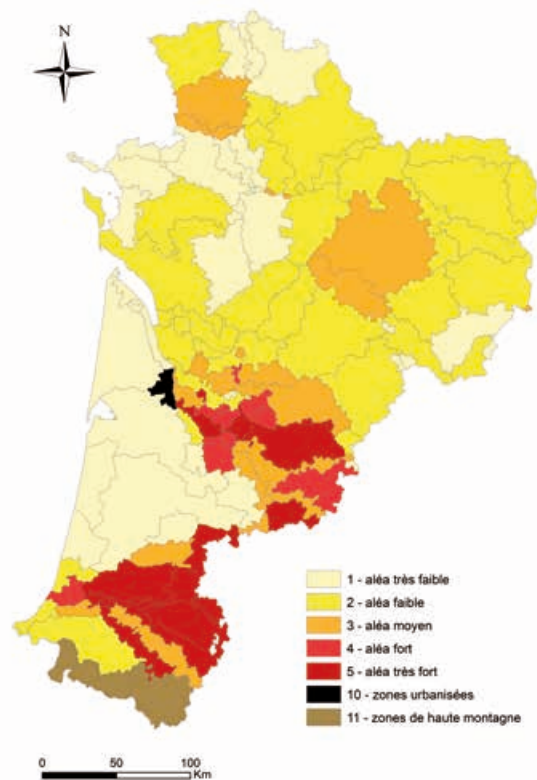 N
1 - aléa très faible
2 - aléa faible
3 - aléa moyen
4 - aléa fort
5 - aléa très fort
10 - zones urbanisées
11 - zones de haute montagne
0 50 100
Km